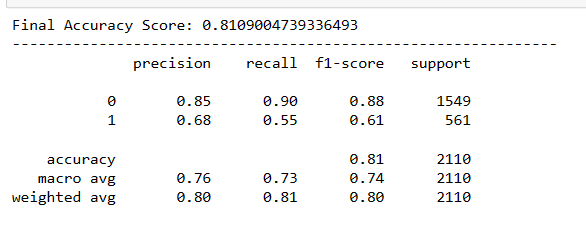 Final Accuracy Score: 0.8109004739336493
---------------------------------------------------------------
precision recall f1-score support
0 0.85 0.90 0.88 1549
1 0.68 0.55 0.61 561
accuracy 0.81 2110
macro avg 0.76 0.73 0.74 2110
weighted avg 0.80 0.81 0.80 2110